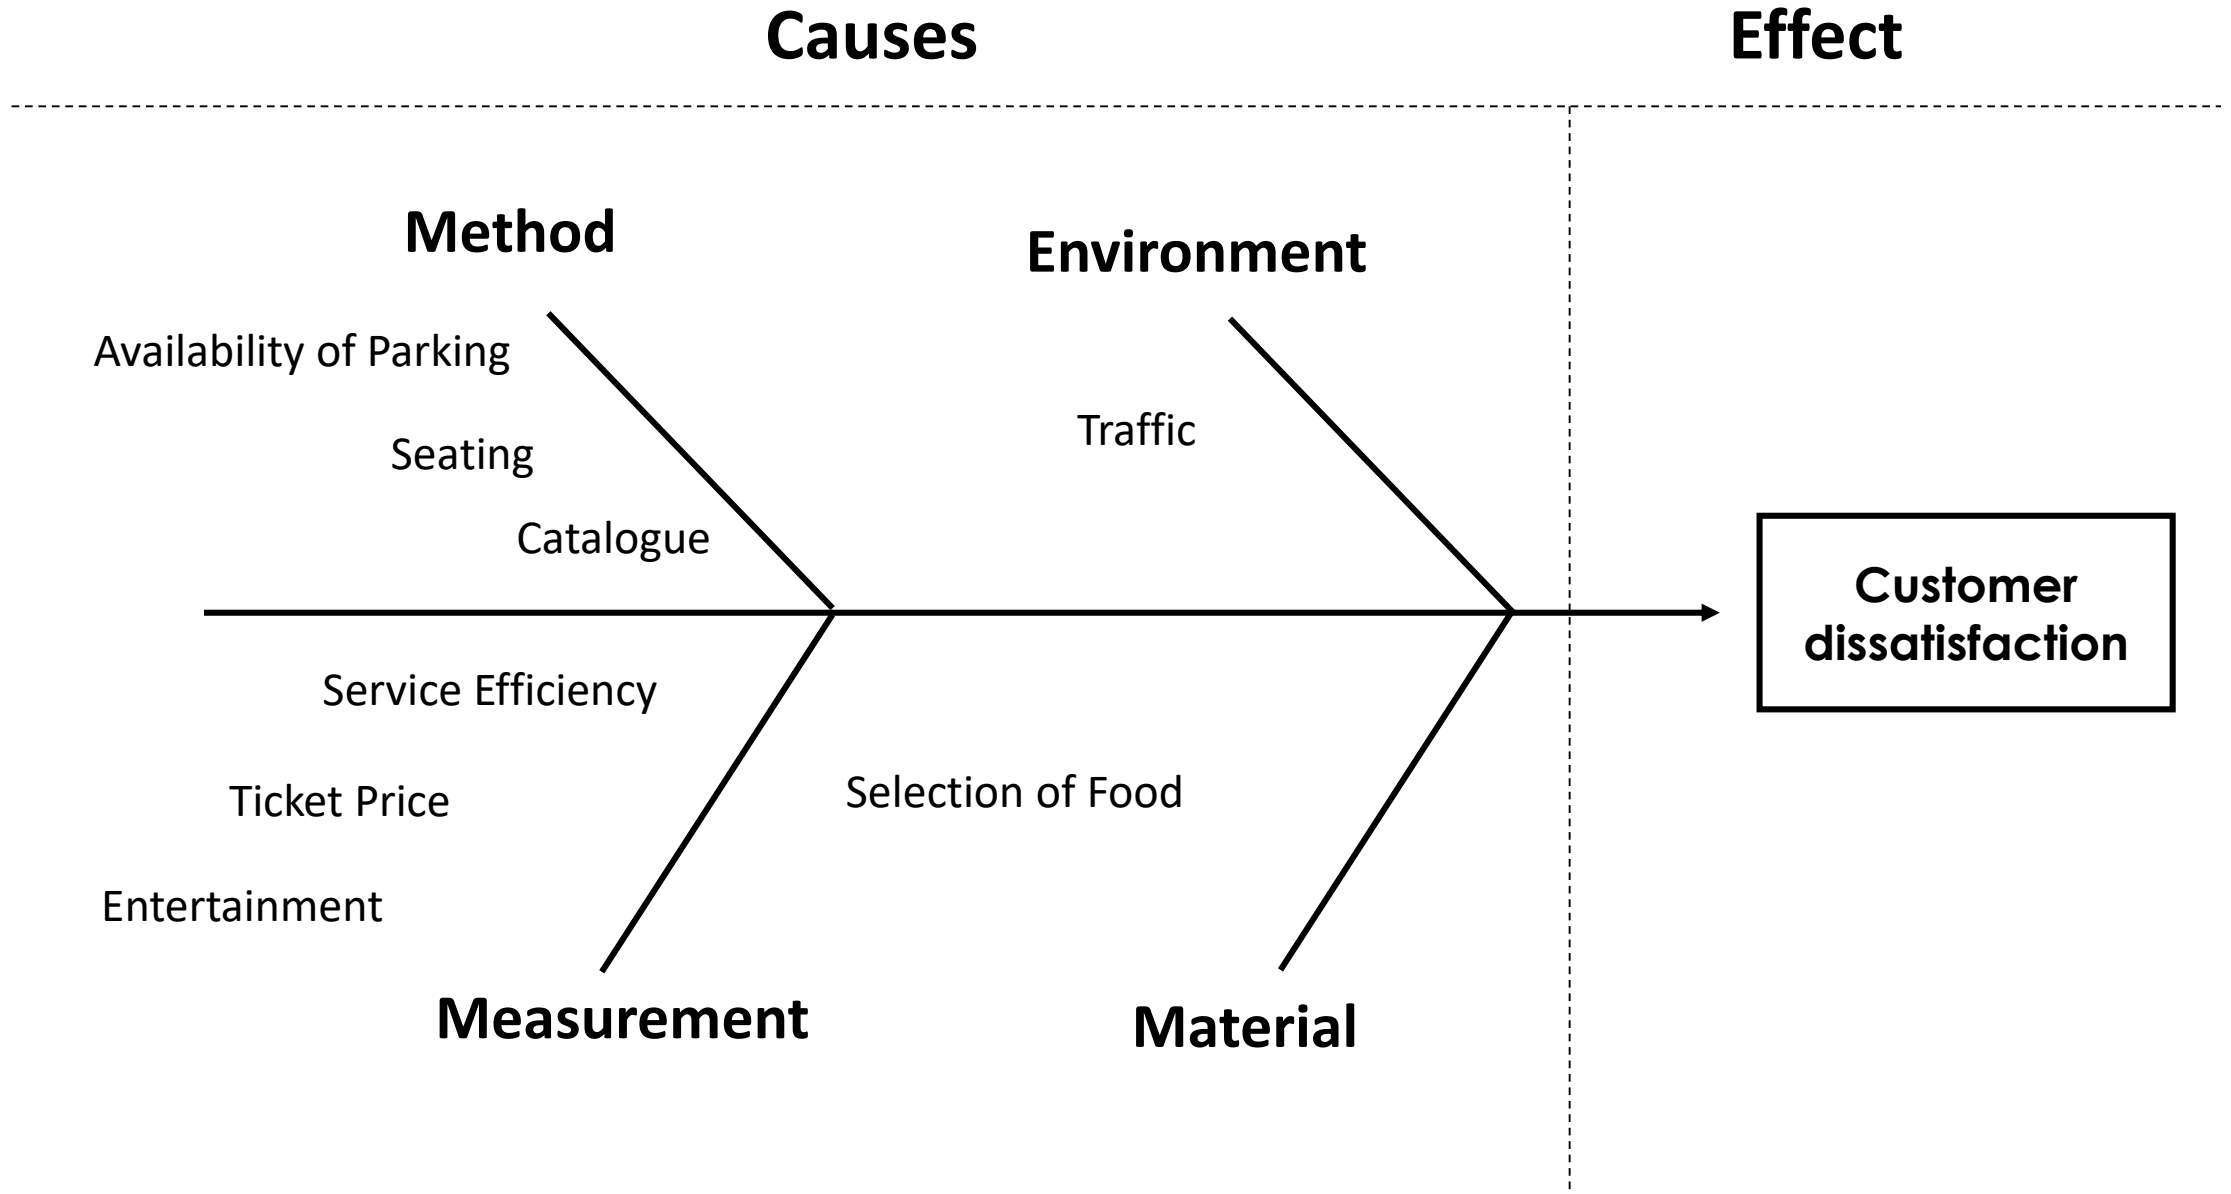 Causes
Effect
Method
Environment
Availability of Parking
Traffic
Seating
Catalogue
Customer
dissatisfaction
Service Efficiency
Selection of Food
Ticket Price
Entertainment
Measurement
Material